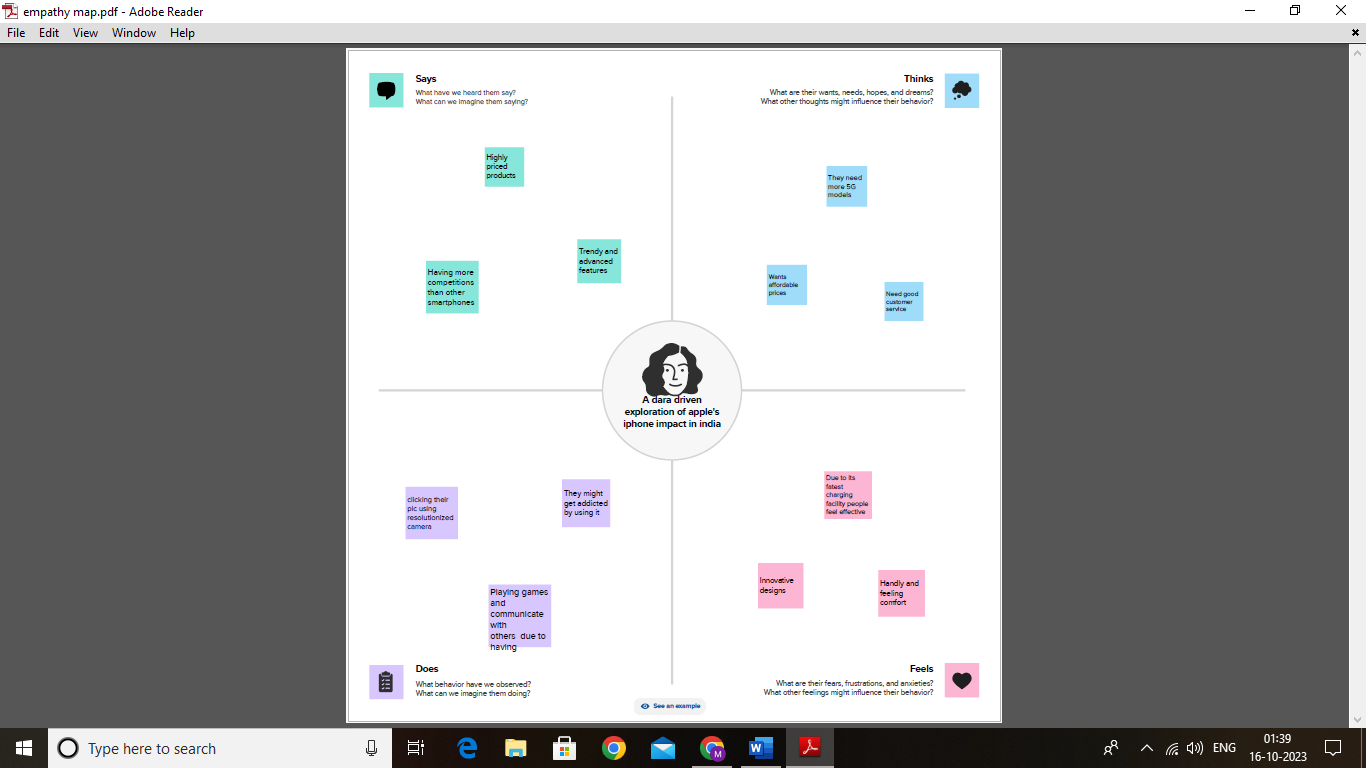 empathy map.pdf - Adobe Reader
File Edit View Window Help
Says
What have we heard them say?
What can we imagine them saying?
Thinks
What are their wants, needs, hopes, and dreams?
What other thoughts might influence their behavior?
Highly
priced
products
Trendy and
advanced
features
Having more
competitions
than other
smartphones
They need
more 5G
models
Wants
affordable
prices
Need good
customer
service
A dara driven
exploration of apple's
iphone impact in india
clicking their
pic using
resolutionized
camera
They might
get addicted
by using it
Playing games
and
communicate
with
others due to
having
Due to its
fatest
charging
facility people
feel effective
Innovative
designs
Handly and
feeling
comfort
Does
What behavior have we observed?
What can we imagine them doing?
Feels
What are their fears, frustrations, and anxieties?
What other feelings might influence their behavior?
See an example
Type here to search
M
ENG
01:39
16-10-2023